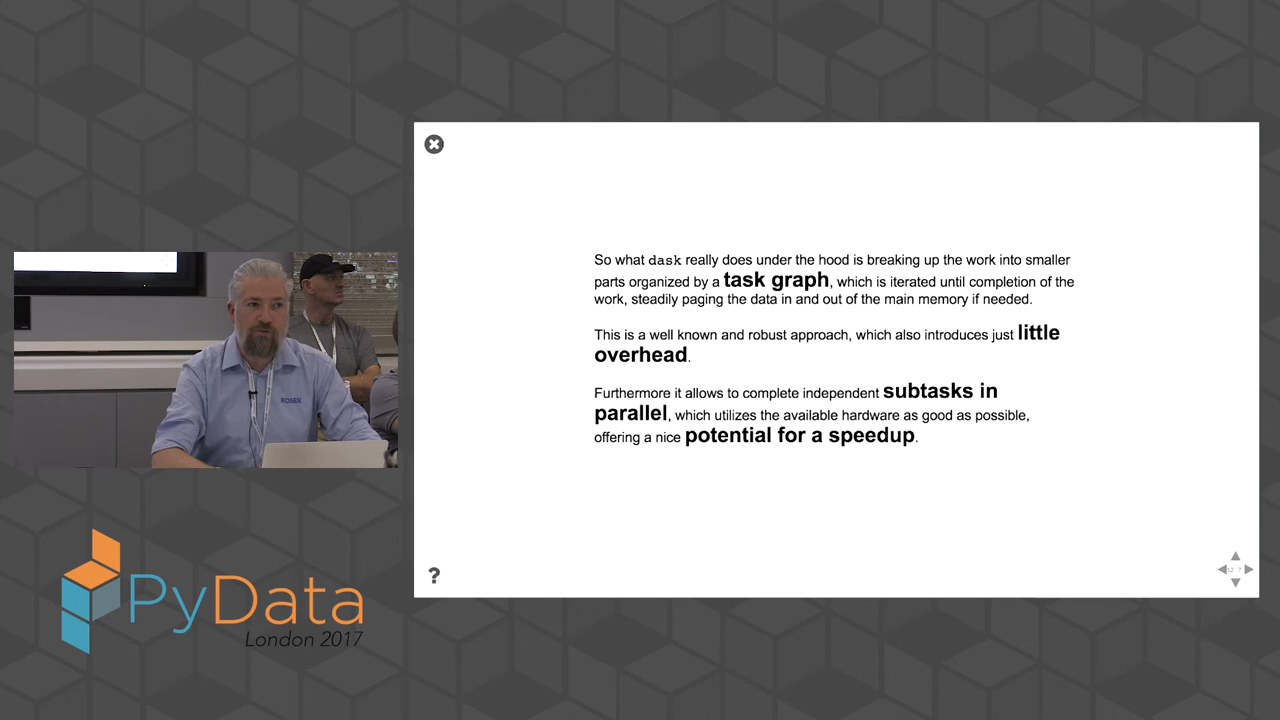 So what dask really does under the hood is breaking up the work into smaller
parts organized by a task graph, which is iterated until completion of the
work, steadily paging the data in and out of the main memory if needed.
This is a well known and robust approach, which also introduces just little
overhead.
Furthermore it allows to complete independent subtasks in
parallel, which utilizes the available hardware as good as possible,
offering a nice potential for a speedup.
?
12 7
ROSEN
PyData
London 2017